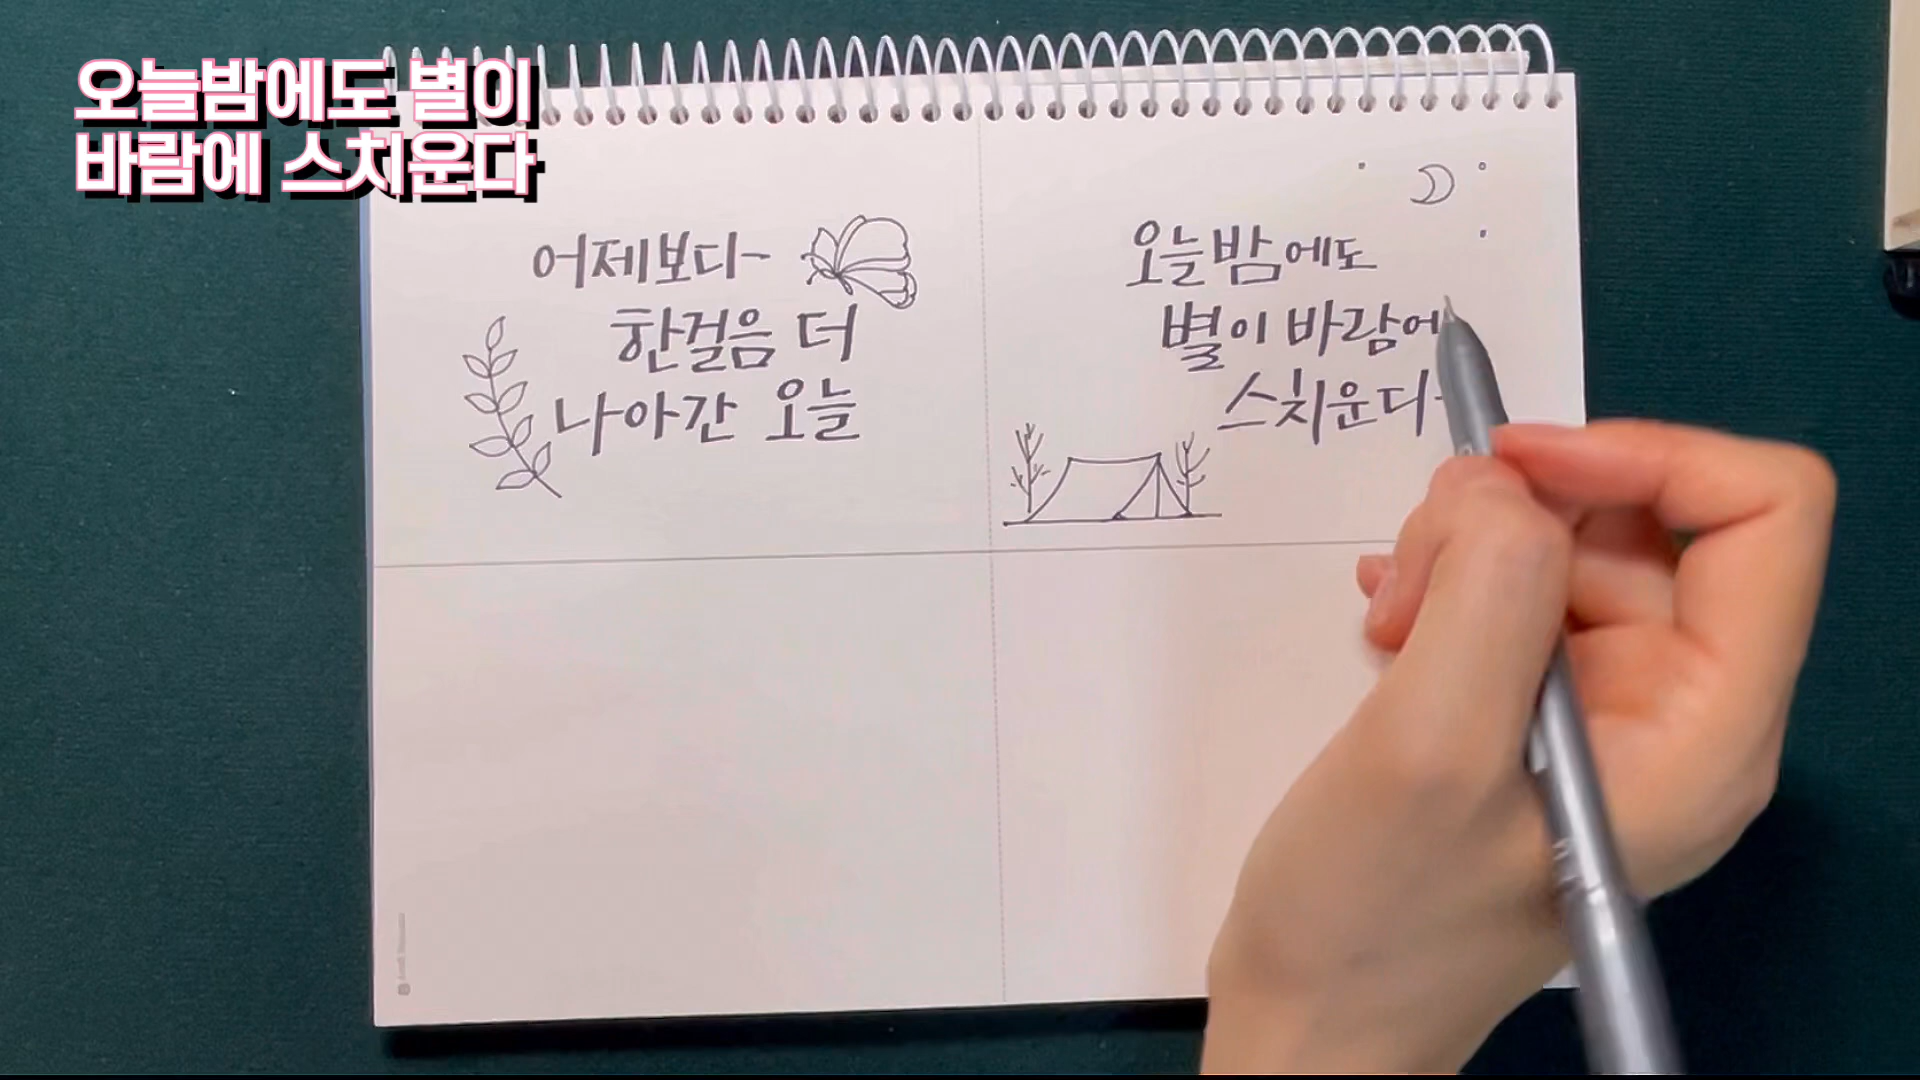 오늘밤에도 별이
바람에 스치운다
어제보다~
한걸음 더
나아간 오늘
오늘밤에도
별이 바람에
스치운다